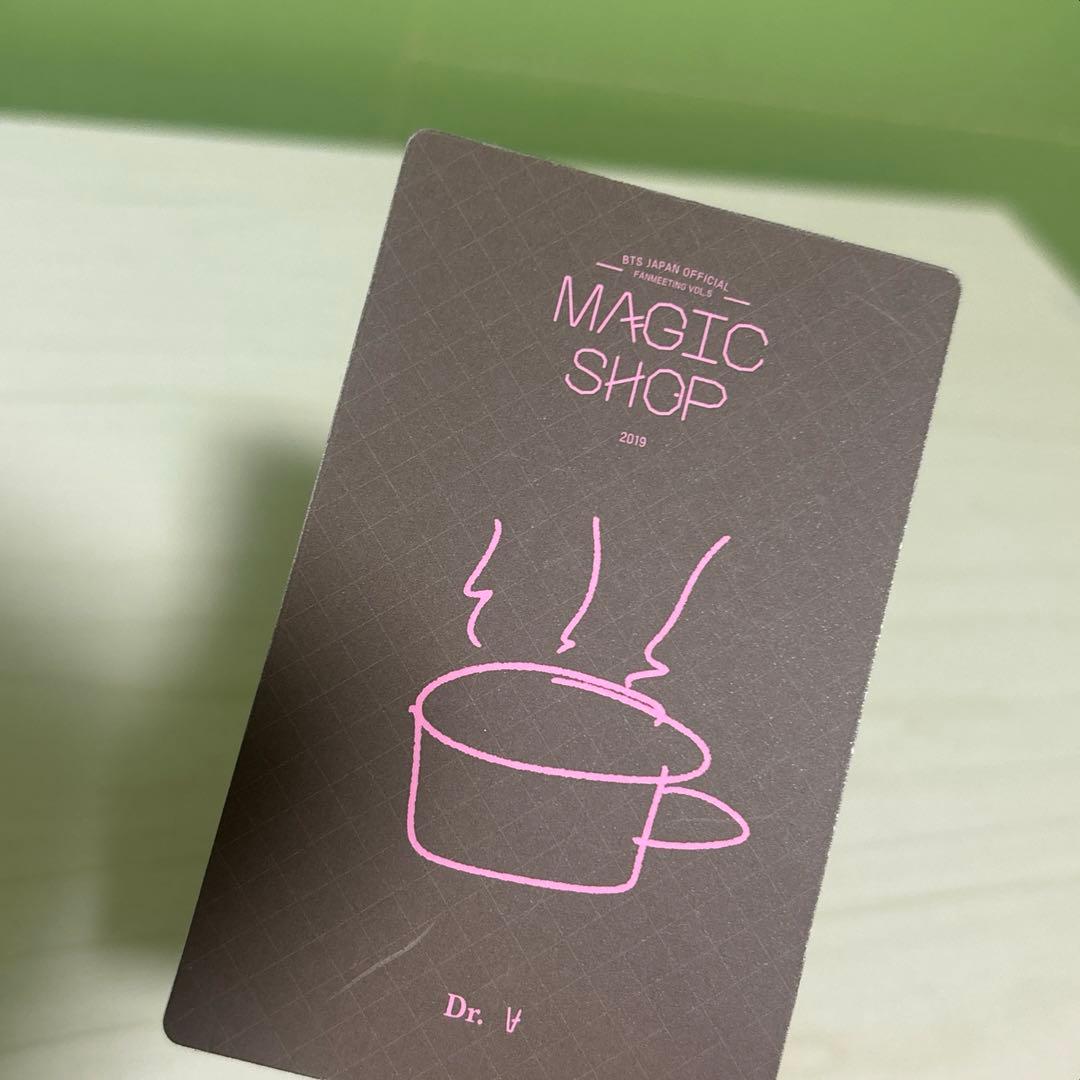 BTS JAPAN OFFICIAL
FANMEETING VOL.5
MAGIC
SHOP
2019
Dr. V